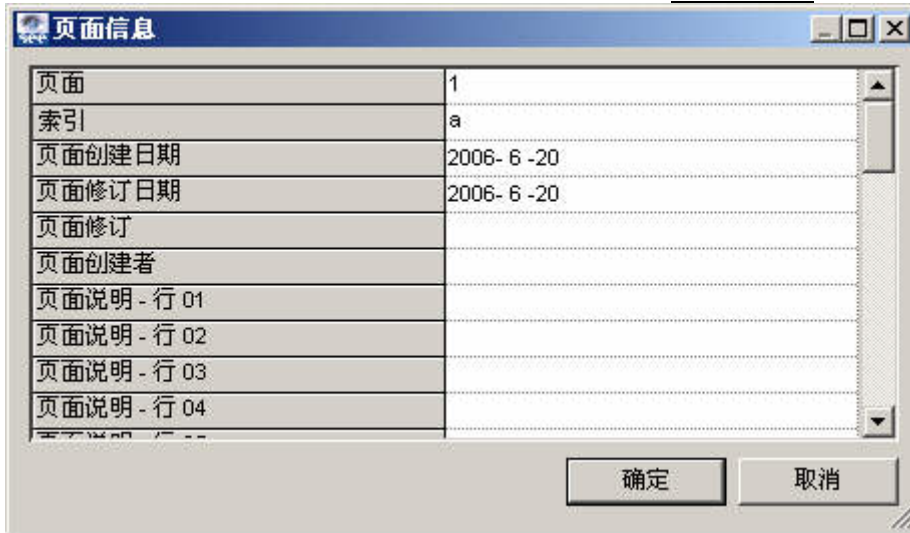 see 页面信息
页面 1
索引 a
页面创建日期 2006- 6 -20
页面修订日期 2006- 6 -20
页面修订
页面创建者
页面说明 - 行 01
页面说明 - 行 02
页面说明 - 行 03
页面说明 - 行 04
确定 取消